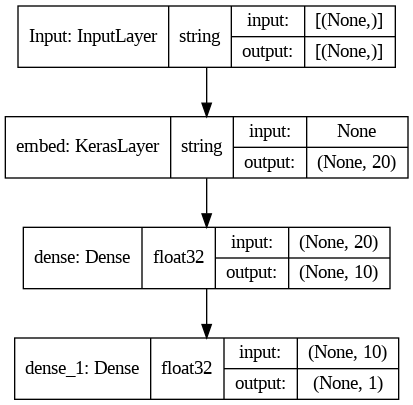 Input: InputLayer string input: [(None,)]
output: [(None,)]
embed: KerasLayer string input: None
output: (None, 20)
dense: Dense float32 input: (None, 20)
output: (None, 10)
dense_1: Dense float32 input: (None, 10)
output: (None, 1)